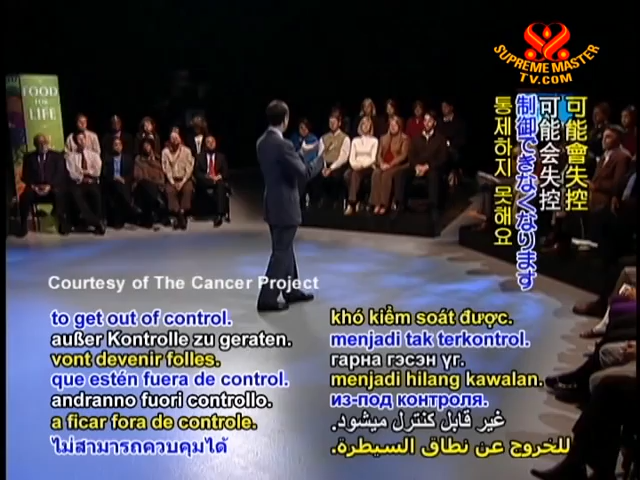 SUPREME MASTER
TV.COM
FOOD
FOR
LIFE
可能會失控
可能会失控
制御できなくなります
통제하지 못해요
Courtesy of The Cancer Project
to get out of control.
außer Kontrolle zu geraten.
vont devenir folles.
que estén fuera de control.
andranno fuori controllo.
a ficar fora de controle.
ไม่สามารถควบคุมได้
khó kiểm soát được.
menjadi tak terkontrol.
гарна гэсэн үг.
menjadi hilang kawalan.
из-под контроля.
غیر قابل کنترل میشود.
للخروج عن نطاق السيطرة.